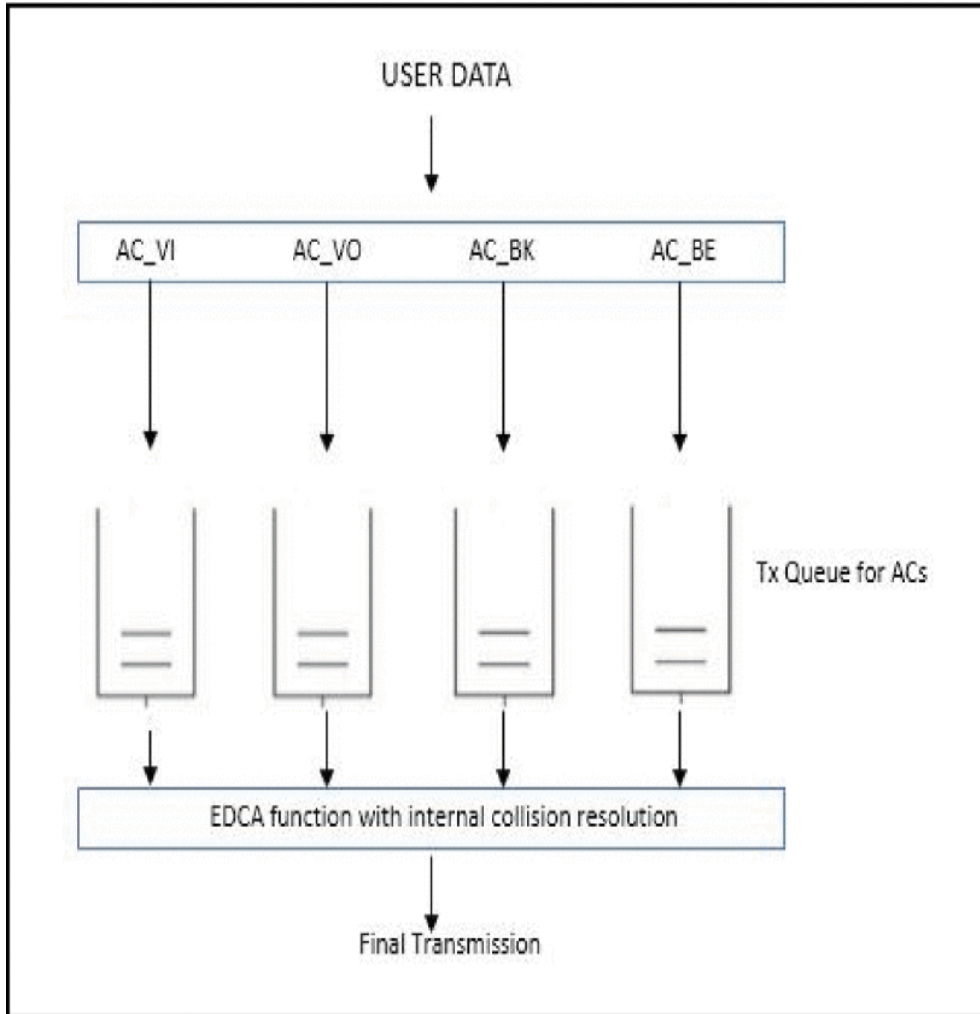 USER DATA
AC_VI AC_VO AC_BK AC_BE
Tx Queue for ACs
EDCA function with internal collision resolution
Final Transmission